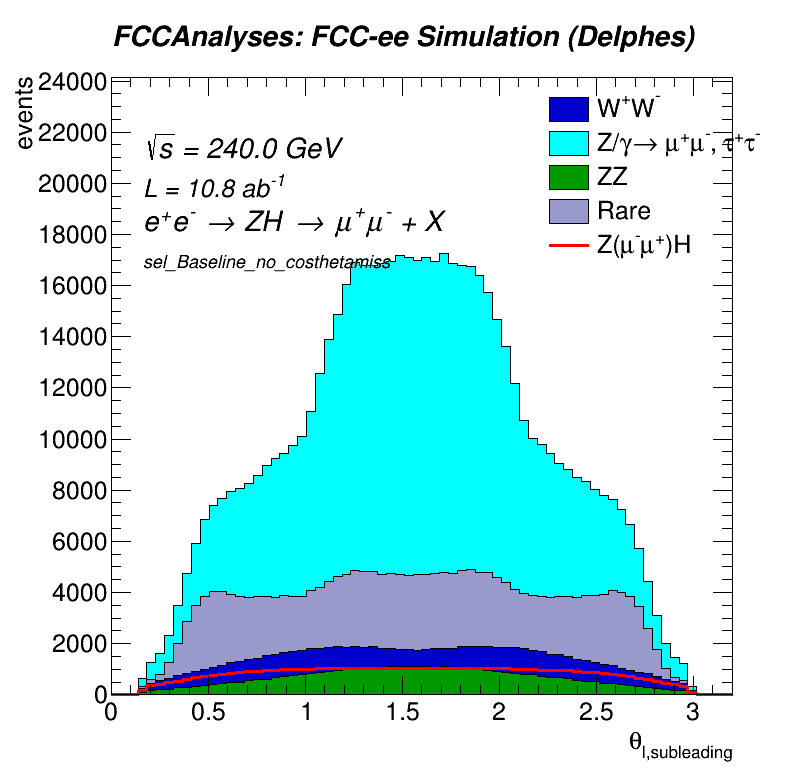 FCCAnalyses: FCC-ee Simulation (Delphes)
events
24000
22000
20000
18000
16000
14000
12000
10000
8000
6000
4000
2000
0
√s = 240.0 GeV
L = 10.8 ab⁻¹
e⁺e⁻ → ZH → μ⁺μ⁻ + X
sel_Baseline_no_costhetamiss
W⁺W⁻
Z/γ→ μ⁺μ⁻, τ⁺τ⁻
ZZ
Rare
Z(μ⁻μ⁺)H
0 0.5 1 1.5 2 2.5 3
θ_l,subleading